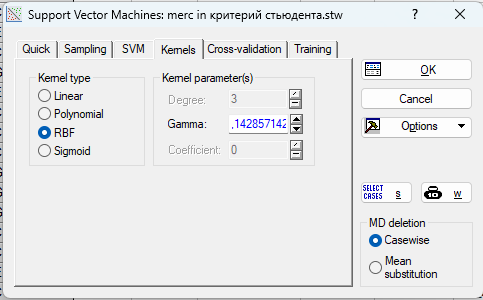 Support Vector Machines: merc in критерий стьюдента.stw
Quick Sampling SVM Kernels Cross-validation Training
Kernel type
Linear
Polynomial
RBF
Sigmoid
Kernel parameter(s)
Degree: 3
Gamma: ,142857142
Coefficient: 0
OK
Cancel
Options
SELECT CASES S
W
MD deletion
Casewise
Mean substitution